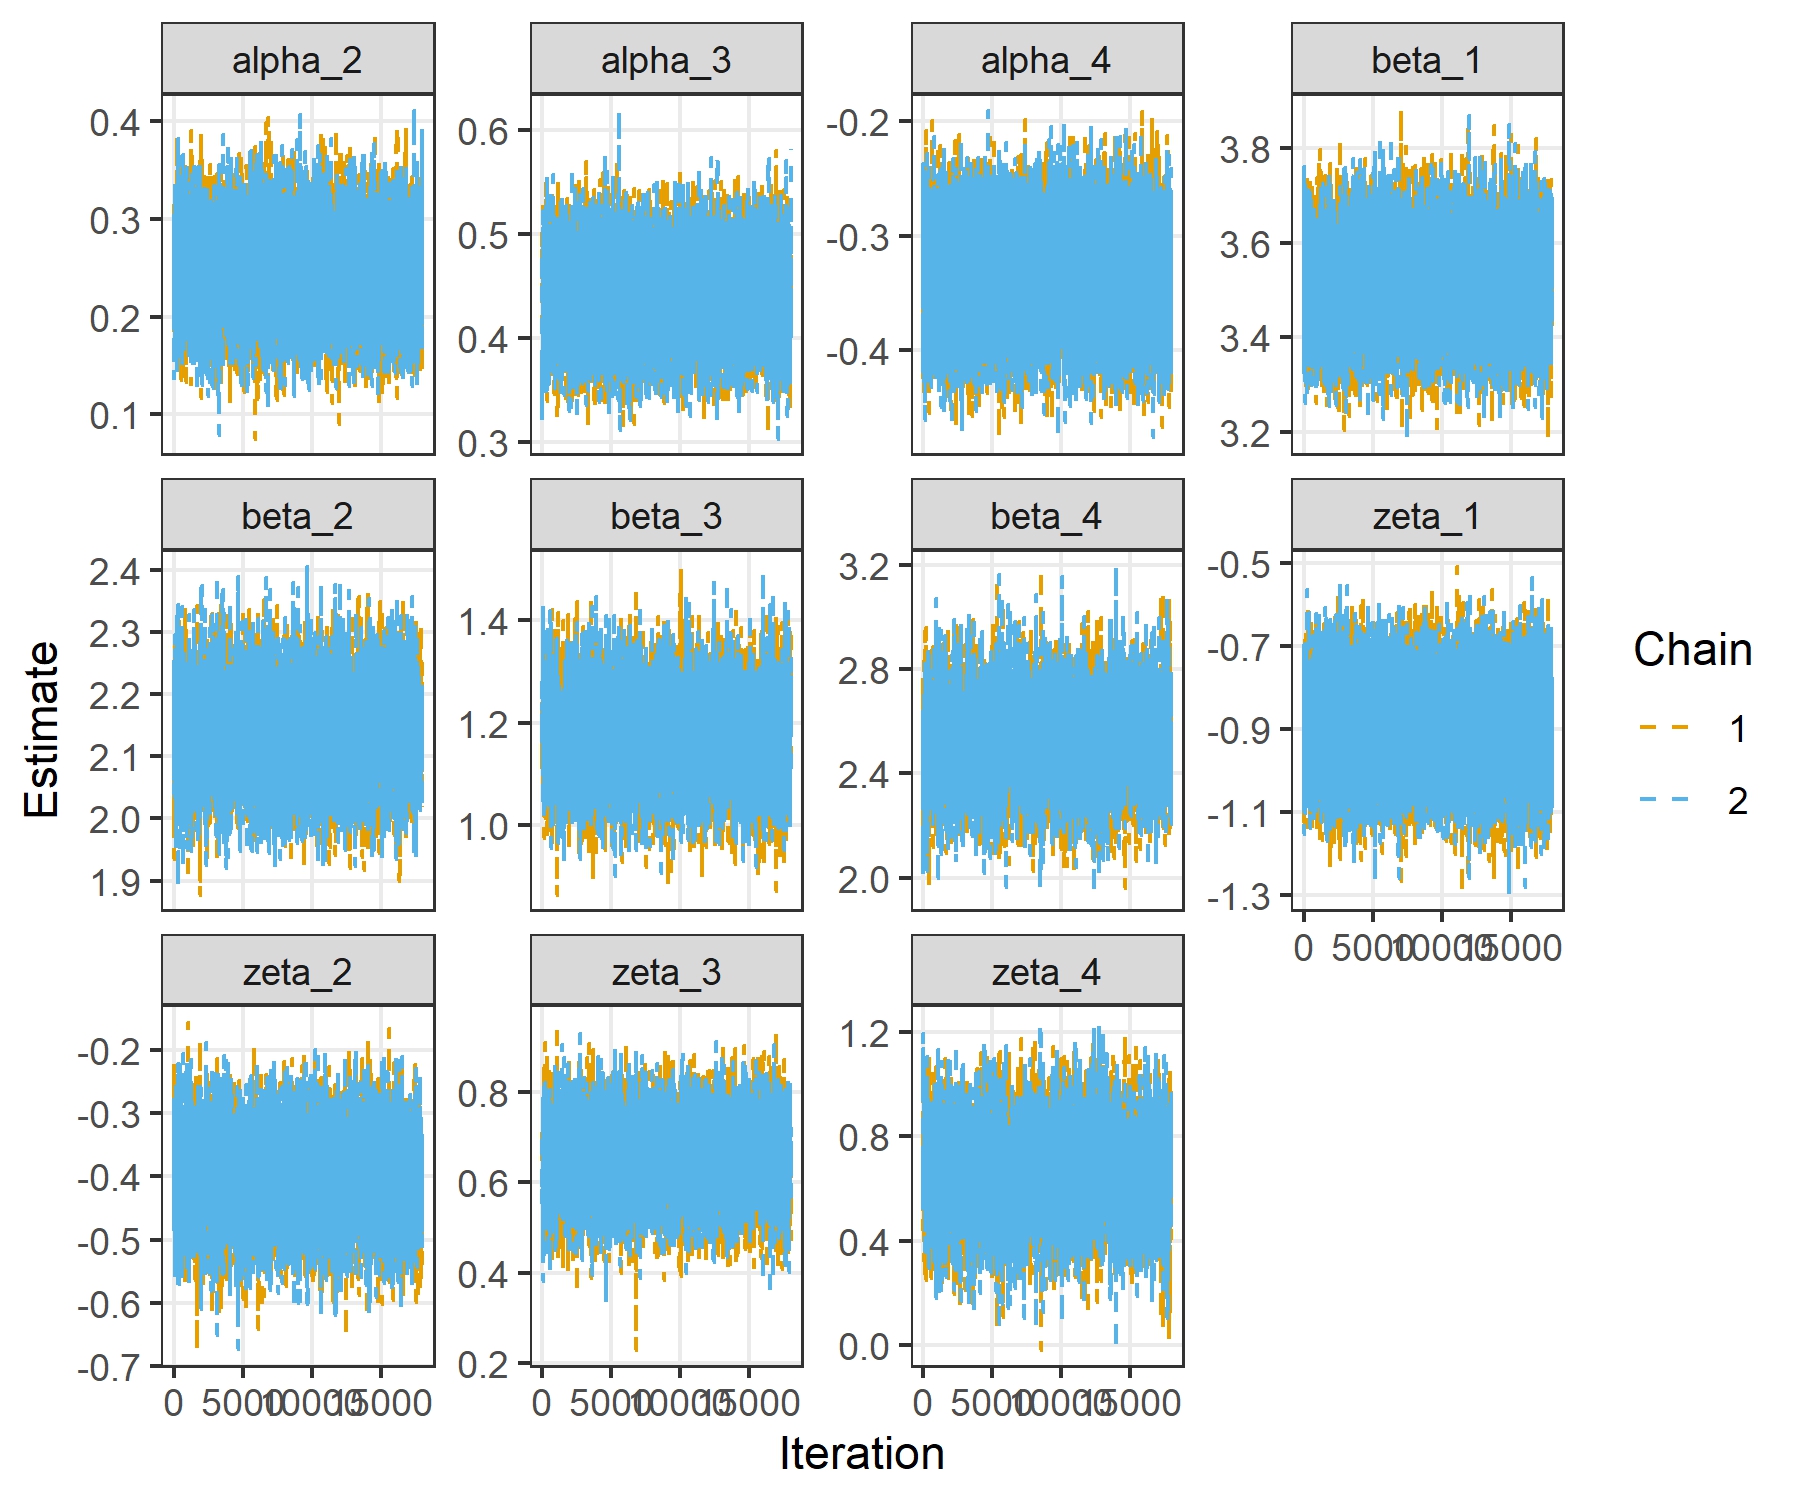 alpha_2
alpha_3
alpha_4
beta_1
0.4
0.3
0.2
0.1
0.6
0.5
0.4
0.3
-0.2
-0.3
-0.4
3.8
3.6
3.4
3.2
beta_2
beta_3
beta_4
zeta_1
2.4
2.3
2.2
2.1
2.0
1.9
1.4
1.2
1.0
3.2
2.8
2.4
2.0
-0.5
-0.7
-0.9
-1.1
-1.3
0 5000 10000 15000
zeta_2
zeta_3
zeta_4
-0.2
-0.3
-0.4
-0.5
-0.6
-0.7
0.8
0.6
0.4
0.2
1.2
0.8
0.4
0.0
0 5000 10000 15000
0 5000 10000 15000
0 5000 10000 15000
Iteration
Estimate
Chain
1
2